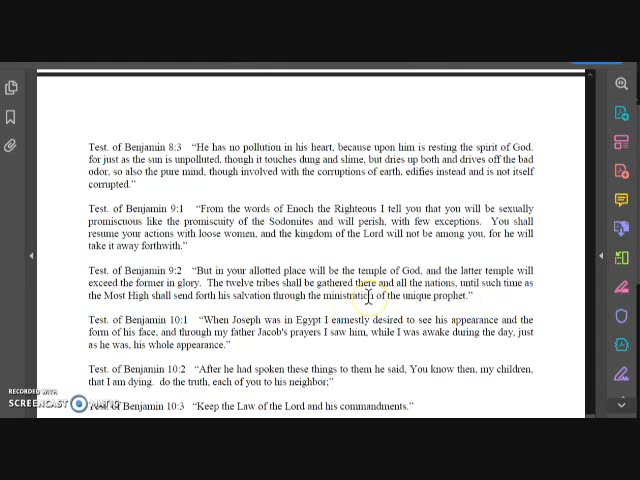 Test. of Benjamin 8:3 “He has no pollution in his heart, because upon him is resting the spirit of God.
for just as the sun is unpolluted, though it touches dung and slime, but dries up both and drives off the bad
odor, so also the pure mind, though involved with the corruptions of earth, edifies instead and is not itself
corrupted.”
Test. of Benjamin 9:1 “From the words of Enoch the Righteous I tell you that you will be sexually
promiscuous like the promiscuity of the Sodomites and will perish, with few exceptions. You shall
resume your actions with loose women, and the kingdom of the Lord will not be among you, for he will
take it away forthwith.”
Test. of Benjamin 9:2 “But in your allotted place will be the temple of God, and the latter temple will
exceed the former in glory. The twelve tribes shall be gathered there and all the nations, until such time as
the Most High shall send forth his salvation through the ministration of the unique prophet.”
Test. of Benjamin 10:1 “When Joseph was in Egypt I earnestly desired to see his appearance and the
form of his face, and through my father Jacob's prayers I saw him, while I was awake during the day, just
as he was, his whole appearance.”
Test. of Benjamin 10:2 “After he had spoken these things to them he said, You know then, my children,
that I am dying. do the truth, each of you to his neighbor;”
Test. of Benjamin 10:3 “Keep the Law of the Lord and his commandments.”
RECORDED WITH
SCREENCAST MATIC